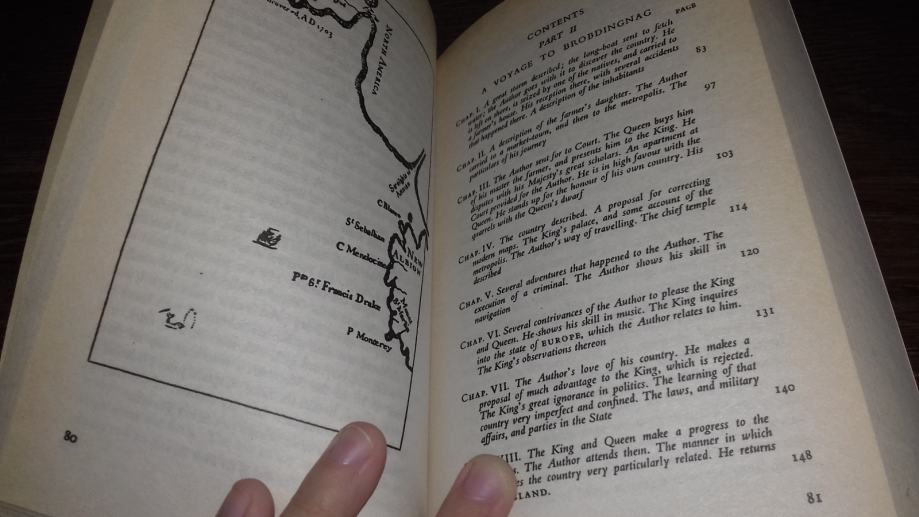 Discovered, AD 1703
NORTH AMERICA
Streights of
Annian
C Blanco
St Sebastian
NEW
ALBION
C Mendocino
Po Sr Francis Drake
P Monterey
80
CONTENTS
PART II
A VOYAGE TO BROBDINGNAG
PAGE
CHAP. I. A great storm described; the long-boat sent to fetch
water; the Author goes with it to discover the country. He
is left on shore, is seized by one of the natives, and carried to
a farmer's house. His reception there, with several accidents
that happened there. A description of the inhabitants
83
CHAP. II. A description of the farmer's daughter. The Author
carried to a market-town, and then to the metropolis. The
particulars of his journey
97
CHAP. III. The Author sent for to Court. The Queen buys him
of his master the farmer, and presents him to the King. He
disputes with his Majesty's great scholars. An apartment at
Court provided for the Author. He is in high favour with the
Queen. He stands up for the honour of his own country. His
quarrels with the Queen's dwarf
103
CHAP. IV. The country described. A proposal for correcting
modern maps. The King's palace, and some account of the
metropolis. The Author's way of travelling. The chief temple
described
114
CHAP. V. Several adventures that happened to the Author. The
execution of a criminal. The Author shows his skill in
navigation
120
CHAP. VI. Several contrivances of the Author to please the King
and Queen. He shows his skill in music. The King inquires
into the state of EUROPE, which the Author relates to him.
The King's observations thereon
131
CHAP. VII. The Author's love of his country. He makes a
proposal of much advantage to the King, which is rejected.
The King's great ignorance in politics. The learning of that
country very imperfect and confined. The laws, and military
affairs, and parties in the State
140
VIII. The King and Queen make a progress to the
The Author attends them. The manner in which
the country very particularly related. He returns
LAND.
148
81